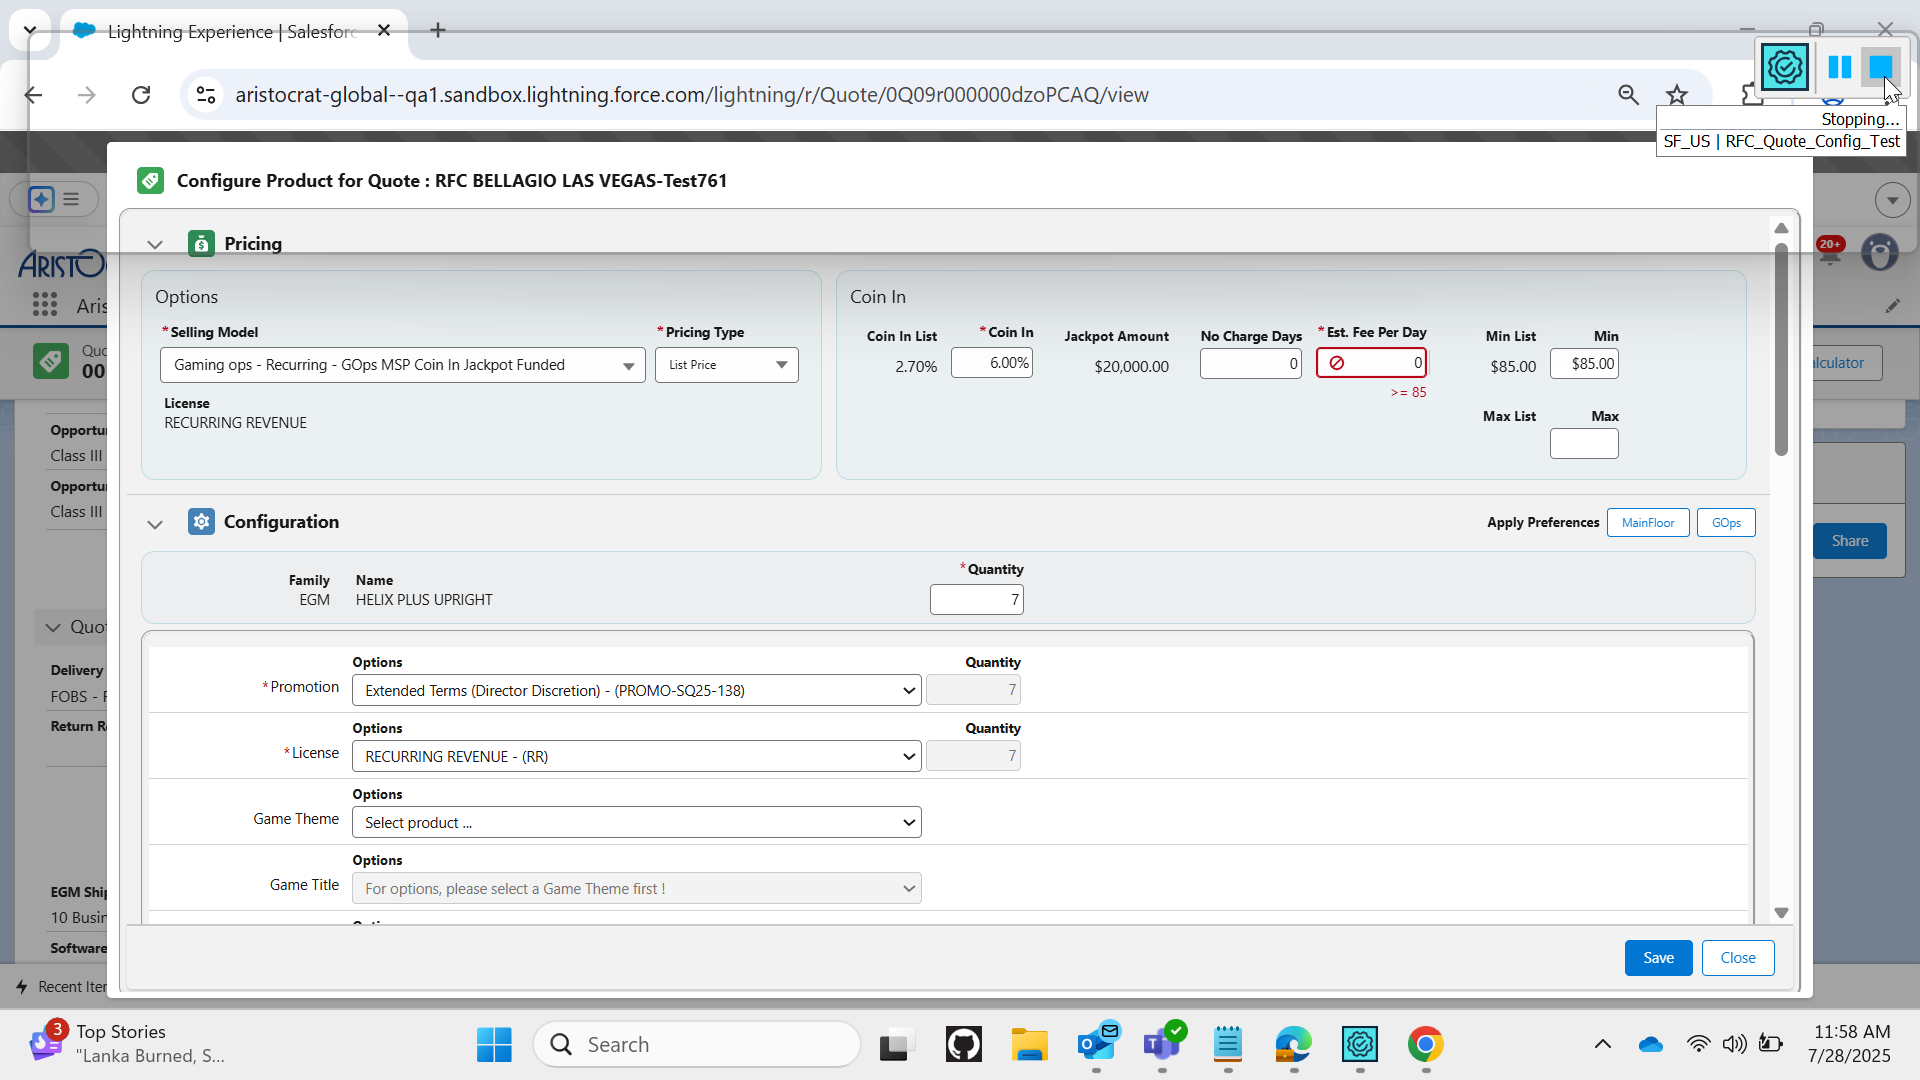 Lightning Experience | Salesforc
aristocrat-global--qa1.sandbox.lightning.force.com/lightning/r/Quote/0Q09r000000dzoPCAQ/view
Stopping...
SF_US | RFC_Quote_Config_Test
Configure Product for Quote : RFC BELLAGIO LAS VEGAS-Test761
Pricing
20+
ARISTO
Aris
Options
Coin In
*Selling Model
*Pricing Type
Gaming ops - Recurring - GOps MSP Coin In Jackpot Funded
List Price
License
RECURRING REVENUE
Coin In List
*Coin In
Jackpot Amount
No Charge Days
*Est. Fee Per Day
Min List
Min
2.70%
6.00%
$20,000.00
0
0
$85.00
$85.00
>= 85
Max List
Max
Quo
00
alculator
Opportu
Class III
Opportu
Class III
Configuration
Apply Preferences
MainFloor
GOps
Share
Family
Name
*Quantity
EGM
HELIX PLUS UPRIGHT
7
Quo
Options
Quantity
*Promotion
Extended Terms (Director Discretion) - (PROMO-SQ25-138)
7
Delivery
FOBS - F
Return R
Options
Quantity
*License
RECURRING REVENUE - (RR)
7
Options
Game Theme
Select product ...
Options
Game Title
For options, please select a Game Theme first !
EGM Ship
10 Busin
Software
Save
Close
Recent Iter
3
Top Stories
"Lanka Burned, S...
Search
11:58 AM
7/28/2025